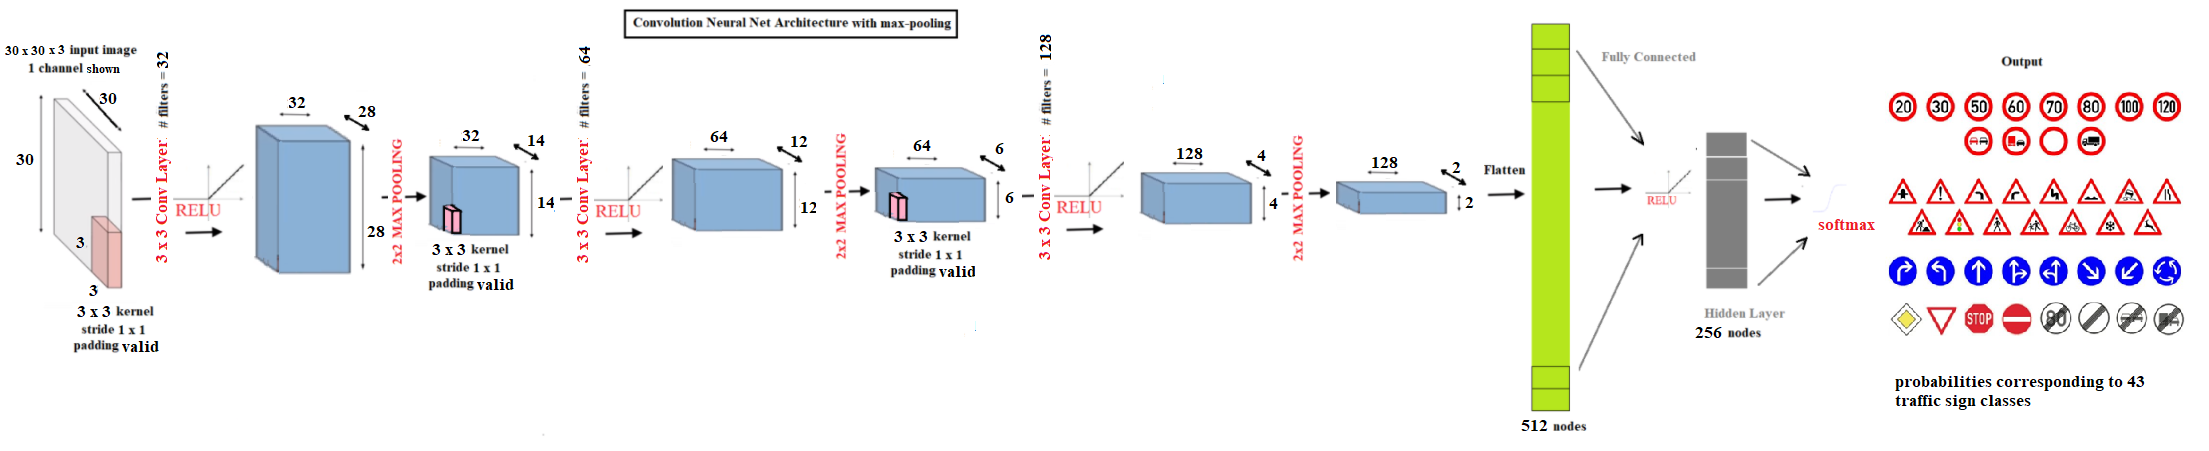 Convolution Neural Net Architecture with max-pooling
30 x 30 x 3 input image
1 channel shown
30
30
3
3
3 x 3 kernel
stride 1 x 1
padding valid
3 x 3 Conv Layer # filters = 32
RELU
32
28
28
2x2 MAX POOLING
32
14
14
3 x 3 kernel
stride 1 x 1
padding valid
3 x 3 Conv Layer # filters = 64
RELU
64
12
12
2x2 MAX POOLING
64
6
6
3 x 3 kernel
stride 1 x 1
padding valid
3 x 3 Conv Layer # filters = 128
RELU
128
4
4
2x2 MAX POOLING
128
2
2
Flatten
512 nodes
Fully Connected
RELU
Hidden Layer
256 nodes
softmax
Output
20 30 50 60 70 80 100 120
STOP 80
probabilities corresponding to 43
traffic sign classes